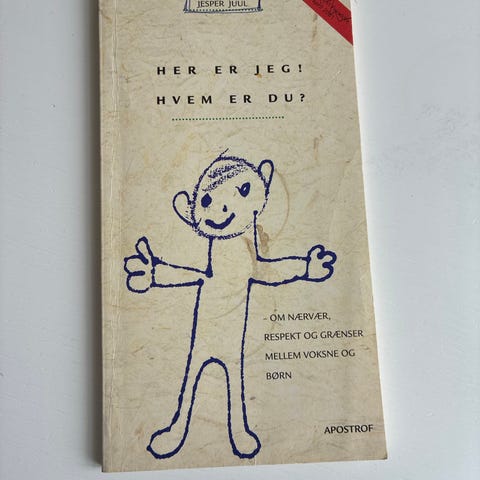 JESPER JUUL
HER ER JEG!
HVEM ER DU?
- OM NÆRVÆR,
RESPEKT OG GRÆNSER
MELLEM VOKSNE OG
BØRN
APOSTROF